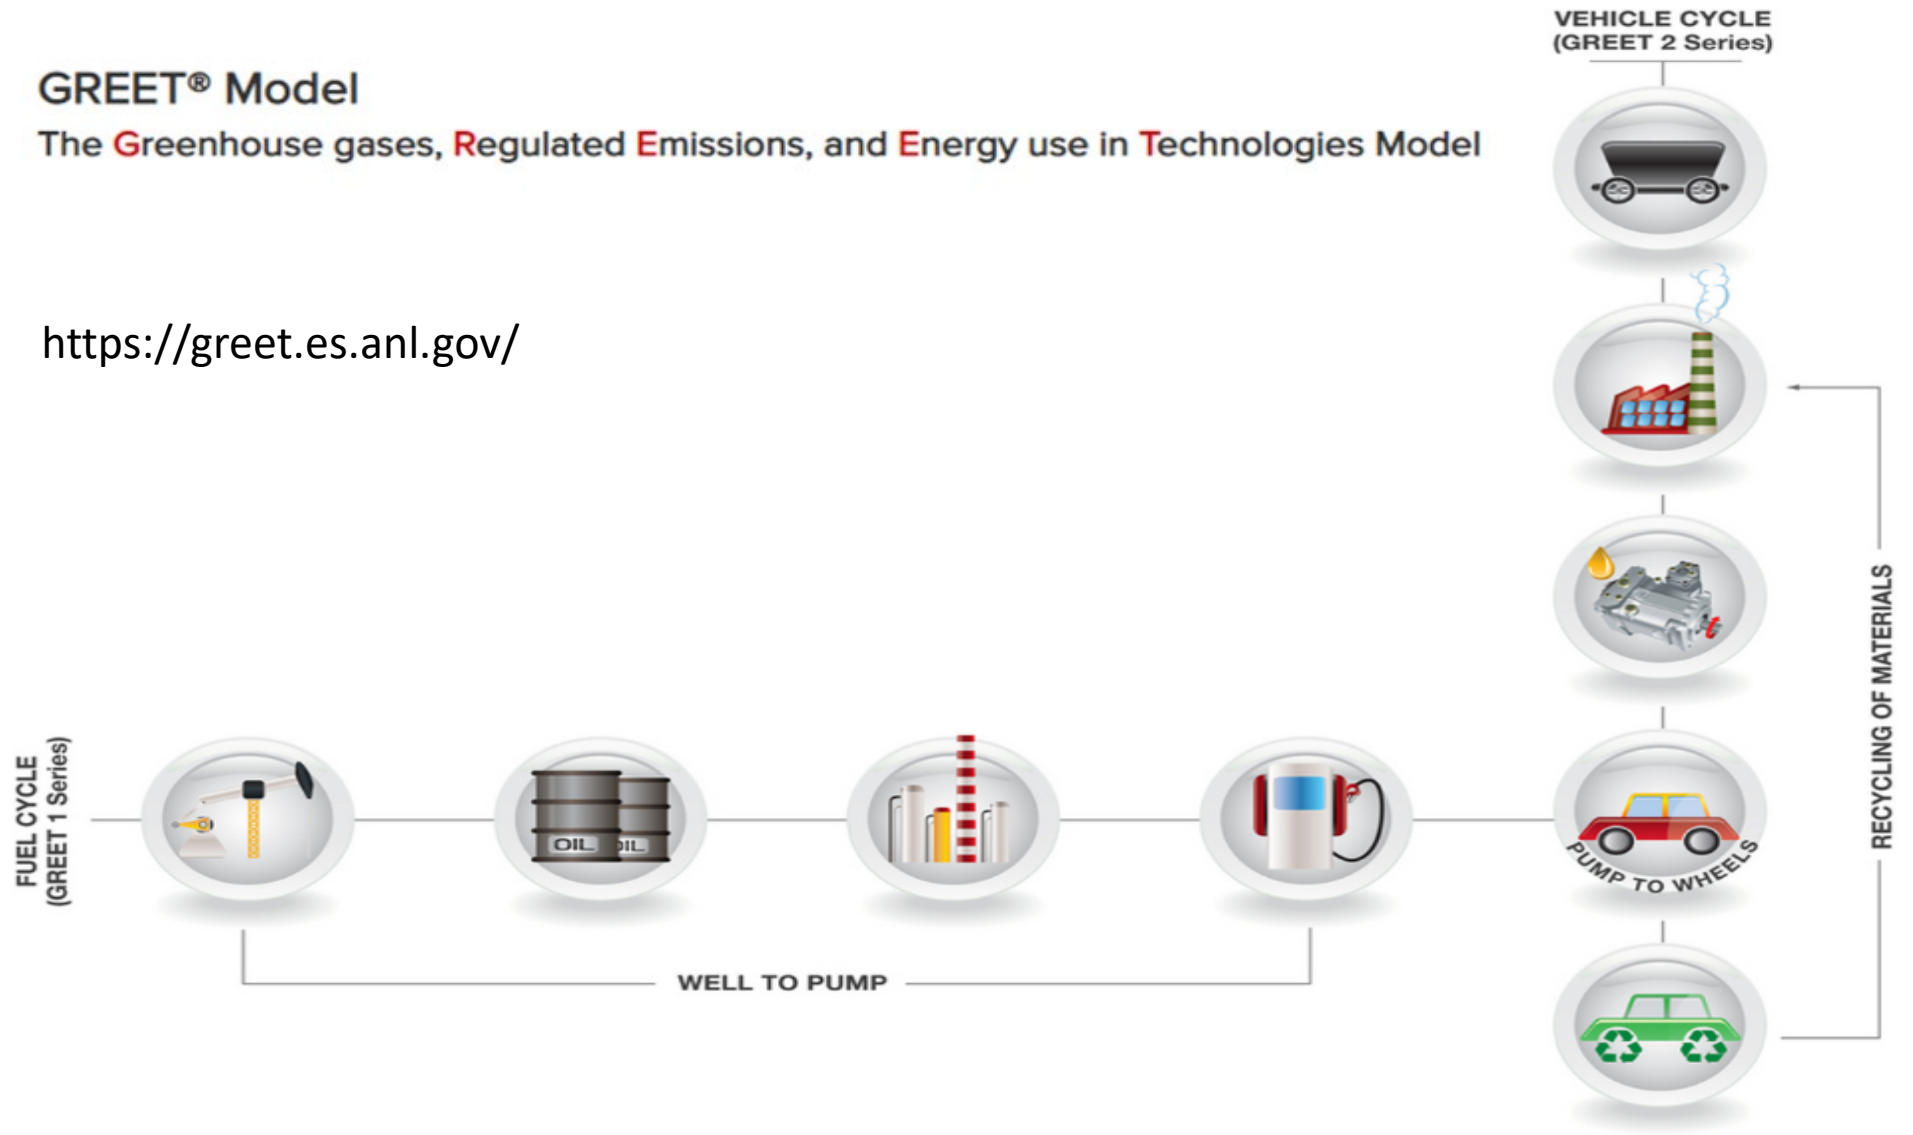 VEHICLE CYCLE
(GREET 2 Series)
GREET® Model
The Greenhouse gases, Regulated Emissions, and Energy use in Technologies Model
https://greet.es.anl.gov/
RECYCLING OF MATERIALS
FUEL CYCLE
(GREET 1 Series)
OIL
OIL
PUMP TO WHEELS
WELL TO PUMP